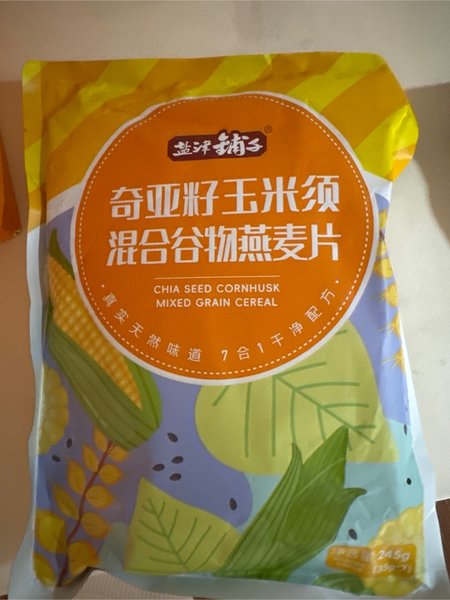 盐津铺子®
奇亚籽玉米须
混合谷物燕麦片
CHIA SEED CORNHUSK
MIXED GRAIN CEREAL
·真实天然味道 7合1干净配方·
245g